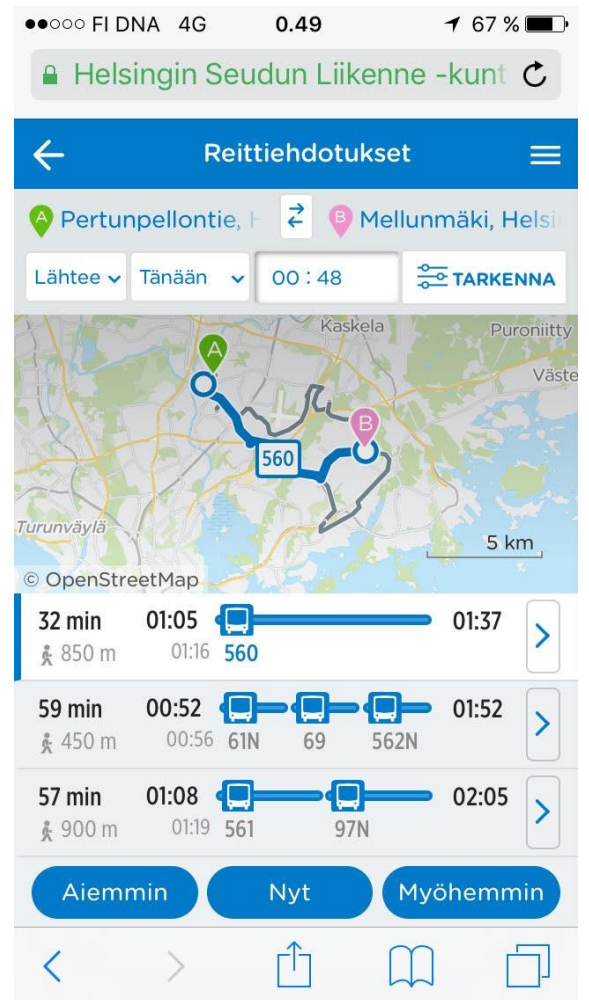 FI DNA 4G 0.49 67 %
Helsingin Seudun Liikenne -kunt
Reittiehdotukset
A Pertunpellontie, H B Mellunmäki, Helsi
Lähtee Tänään 00 : 48 TARKENNA
Kaskela
Puroniitty
Väste
A
B
560
Turunväylä
5 km
© OpenStreetMap
32 min 01:05 01:37
850 m 01:16 560
59 min 00:52 01:52
450 m 00:56 61N 69 562N
57 min 01:08 02:05
900 m 01:19 561 97N
Aiemmin Nyt Myöhemmin